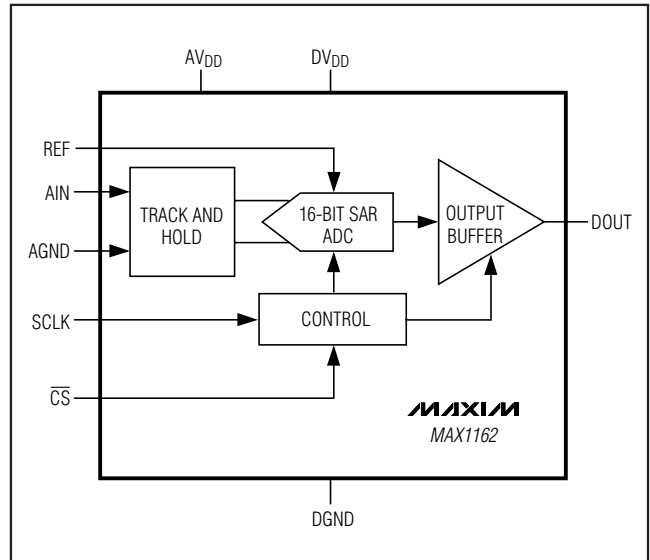 AVDD DVDD
REF
AIN
AGND
SCLK
CS
TRACK AND
HOLD
16-BIT SAR
ADC
OUTPUT
BUFFER
CONTROL
DOUT
MAXIM
MAX1162
DGND